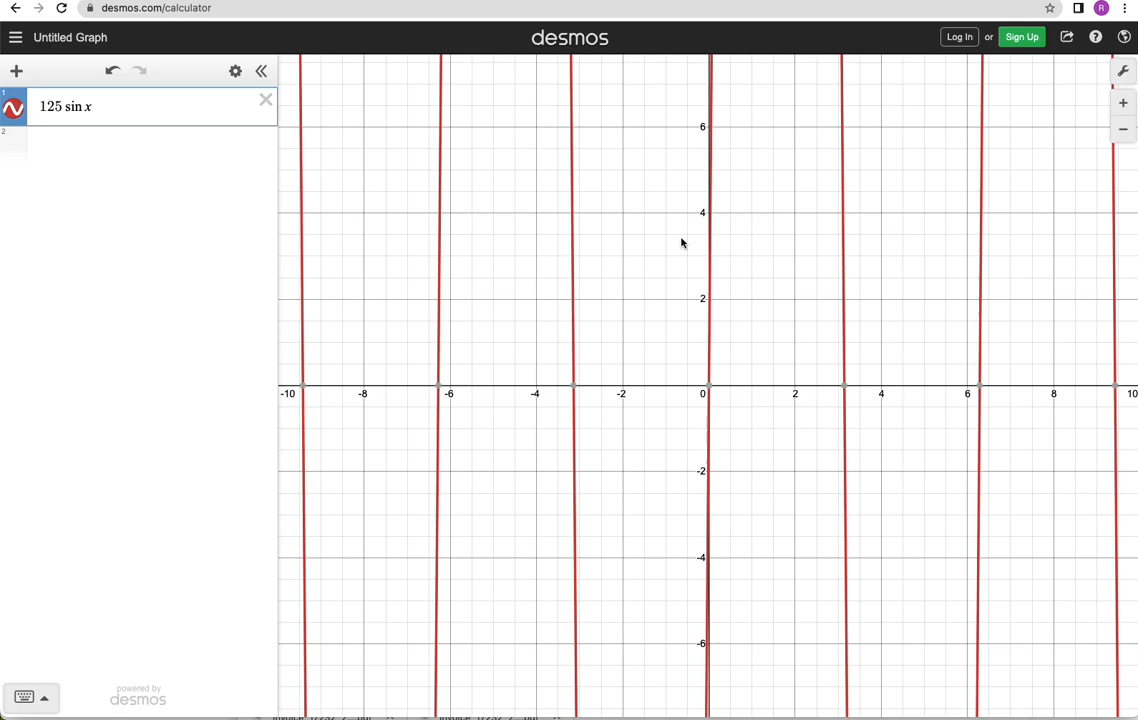 desmos.com/calculator
R
Untitled Graph
desmos
Log In or Sign Up
1
125 sin x
2
6
4
2
-10 -8 -6 -4 -2 0 2 4 6 8 10
-2
-4
-6
powered by
desmos